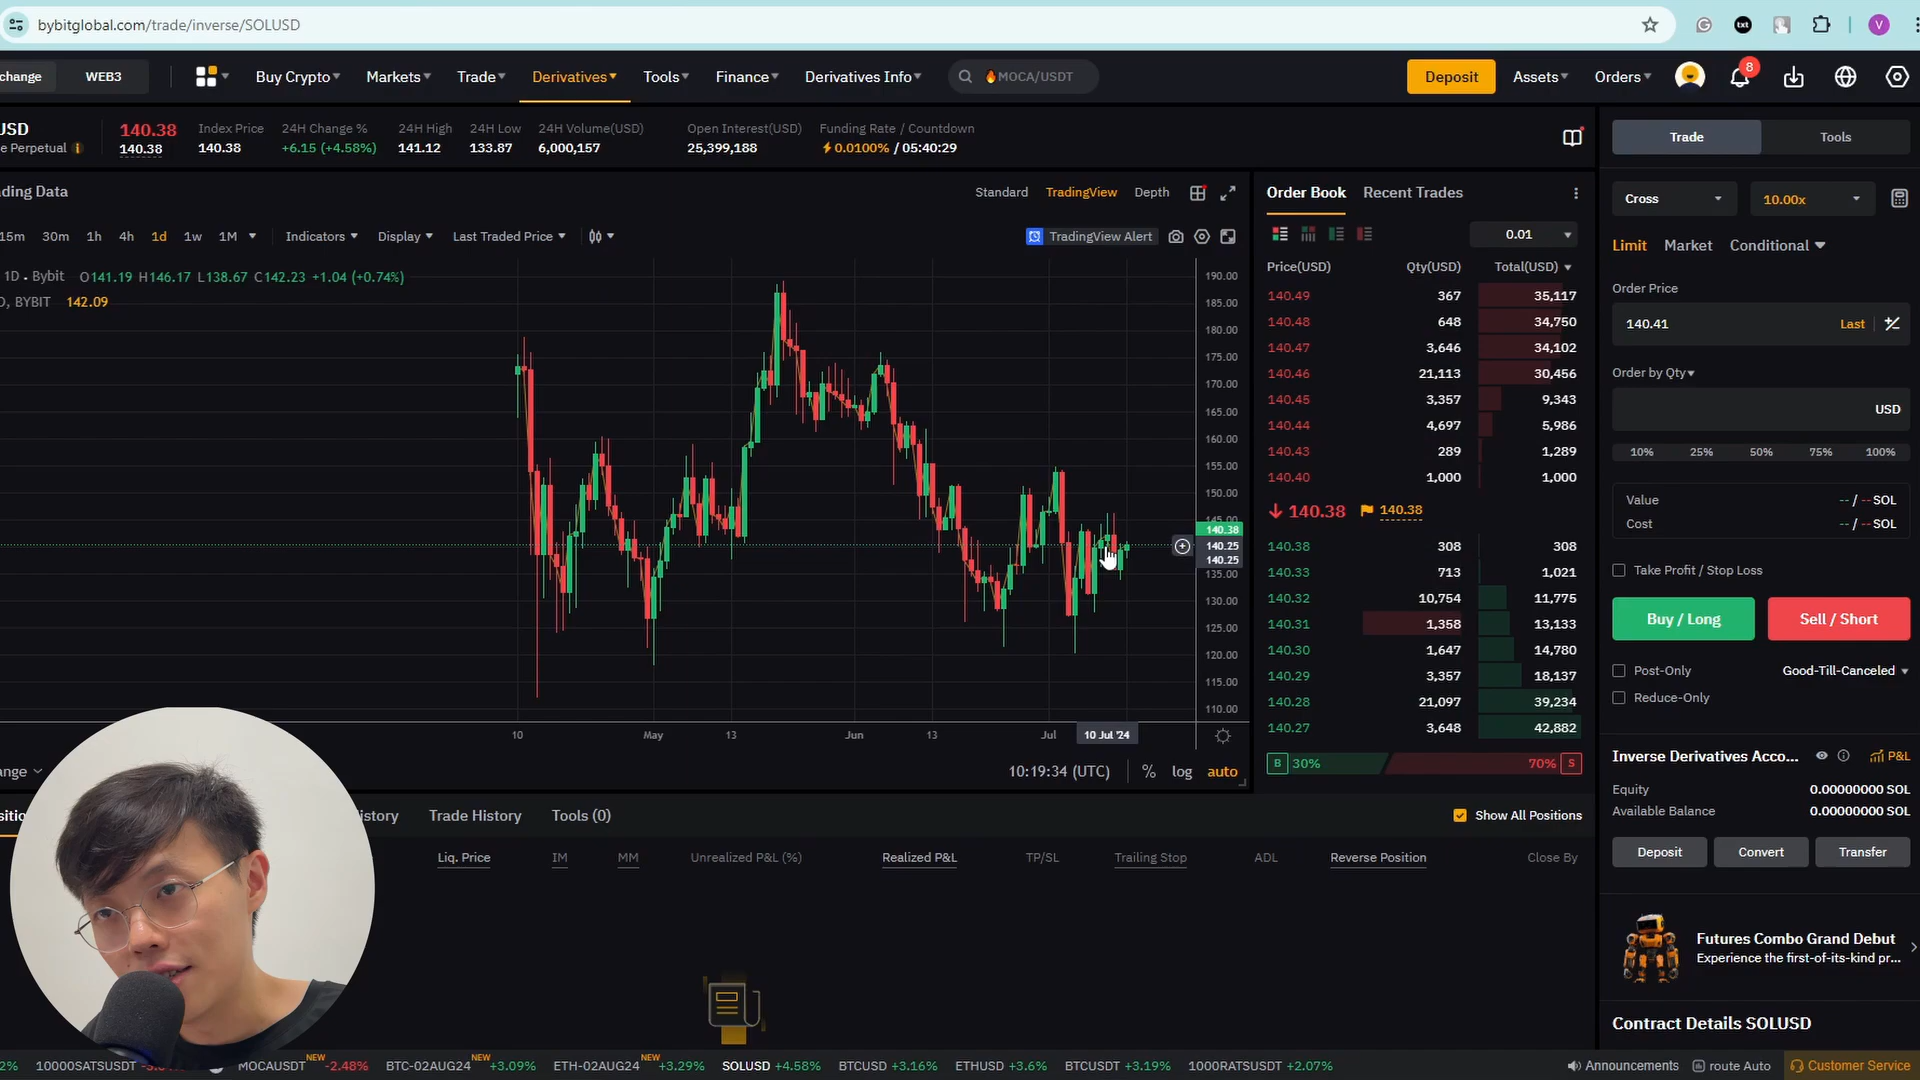 bybitglobal.com/trade/inverse/SOLUSD
change WEB3 Buy Crypto Markets Trade Derivatives Tools Finance Derivatives Info MOCA/USDT Deposit Assets Orders 8
USD 140.38 Index Price 24H Change % 24H High 24H Low 24H Volume(USD) Open Interest(USD) Funding Rate / Countdown
e Perpetual 140.38 140.38 +6.15 (+4.58%) 141.12 133.87 6,000,157 25,399,188 0.0100% / 05:40:29
Trade Tools
ading Data Standard TradingView Depth
15m 30m 1h 4h 1d 1w 1M Indicators Display Last Traded Price TradingView Alert
1D . Bybit O141.19 H146.17 L138.67 C142.23 +1.04 (+0.74%)
D, BYBIT 142.09
190.00
185.00
180.00
175.00
170.00
165.00
160.00
155.00
150.00
145.00
140.38
140.25
140.25
135.00
130.00
125.00
120.00
115.00
110.00
10 May 13 Jun 13 Jul 10 Jul '24
ange 10:19:34 (UTC) % log auto
Order Book Recent Trades
0.01
Price(USD) Qty(USD) Total(USD)
140.49 367 35,117
140.48 648 34,750
140.47 3,646 34,102
140.46 21,113 30,456
140.45 3,357 9,343
140.44 4,697 5,986
140.43 289 1,289
140.40 1,000 1,000
140.38 140.38
140.38 308 308
140.33 713 1,021
140.32 10,754 11,775
140.31 1,358 13,133
140.30 1,647 14,780
140.29 3,357 18,137
140.28 21,097 39,234
140.27 3,648 42,882
B 30% 70% S
Cross 10.00x
Limit Market Conditional
Order Price
140.41 Last
Order by Qty
USD
10% 25% 50% 75% 100%
Value -- / -- SOL
Cost -- / -- SOL
Take Profit / Stop Loss
Buy / Long Sell / Short
Post-Only Good-Till-Canceled
Reduce-Only
Inverse Derivatives Acco... P&L
Equity 0.00000000 SOL
Available Balance 0.00000000 SOL
Deposit Convert Transfer
Futures Combo Grand Debut
Experience the first-of-its-kind pr...
Contract Details SOLUSD
sitio istory Trade History Tools (0) Show All Positions
Liq. Price IM MM Unrealized P&L (%) Realized P&L TP/SL Trailing Stop ADL Reverse Position Close By
2% 10000SATSUSDT MOCAUSDT NEW -2.48% BTC-02AUG24 NEW +3.09% ETH-02AUG24 NEW +3.29% SOLUSD +4.58% BTCUSD +3.16% ETHUSD +3.6% BTCUSDT +3.19% 1000RATSUSDT +2.07% Announcements route Auto Customer Service